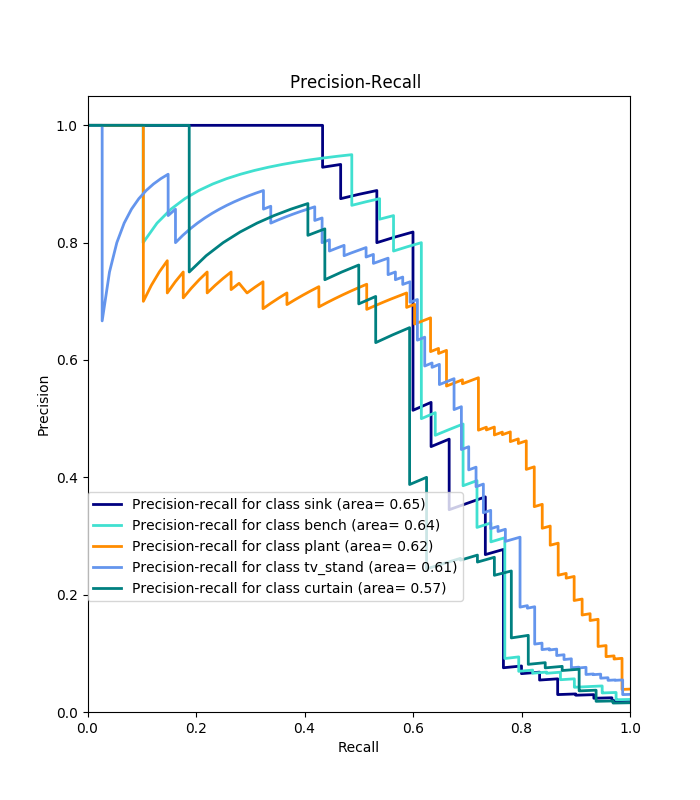 Precision-Recall
1.0
0.8
0.6
0.4
0.2
0.0
Precision
Precision-recall for class sink (area= 0.65)
Precision-recall for class bench (area= 0.64)
Precision-recall for class plant (area= 0.62)
Precision-recall for class tv_stand (area= 0.61)
Precision-recall for class curtain (area= 0.57)
0.0 0.2 0.4 0.6 0.8 1.0
Recall